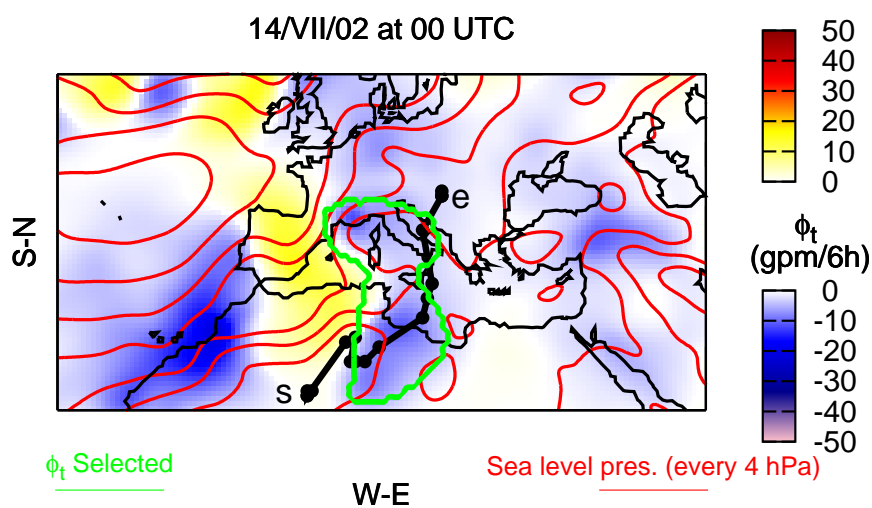 14/VII/02 at 00 UTC
50
40
30
20
10
0
ϕt
(gpm/6h)
0
-10
-20
-30
-40
-50
S-N
e
s
ϕt Selected
Sea level pres. (every 4 hPa)
W-E